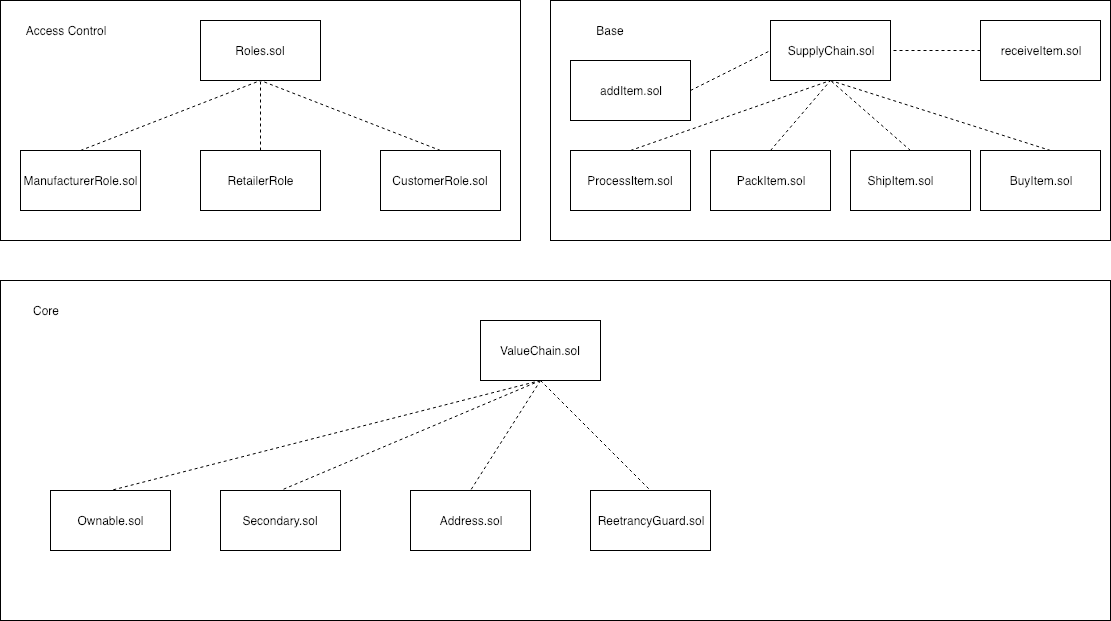 Access Control
Roles.sol
ManufacturerRole.sol
RetailerRole
CustomerRole.sol
Base
SupplyChain.sol
receiveItem.sol
addItem.sol
ProcessItem.sol
PackItem.sol
ShipItem.sol
BuyItem.sol
Core
ValueChain.sol
Ownable.sol
Secondary.sol
Address.sol
ReetrancyGuard.sol